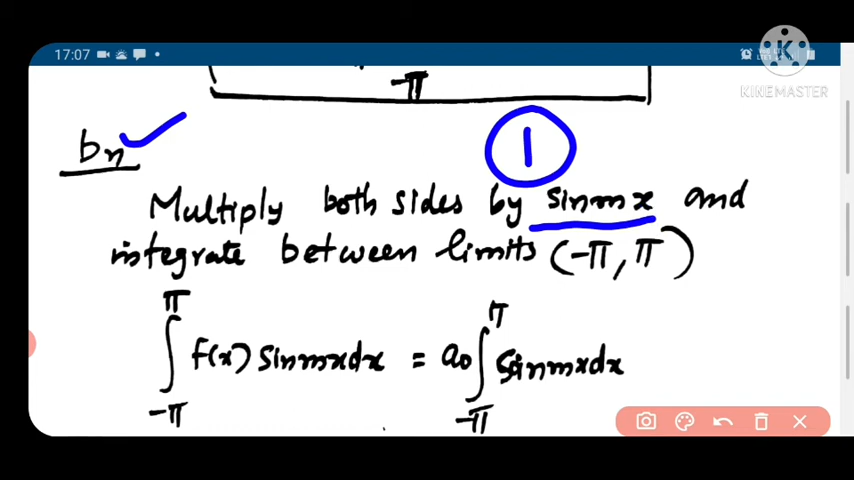 17:07
KINEMASTER
-π
bn
1
Multiply both sides by sinmx and
integrate between limits (-π, π)
∫_{-π}^{π} f(x) sinmxdx = a0 ∫_{-π}^{π} sinmxdx